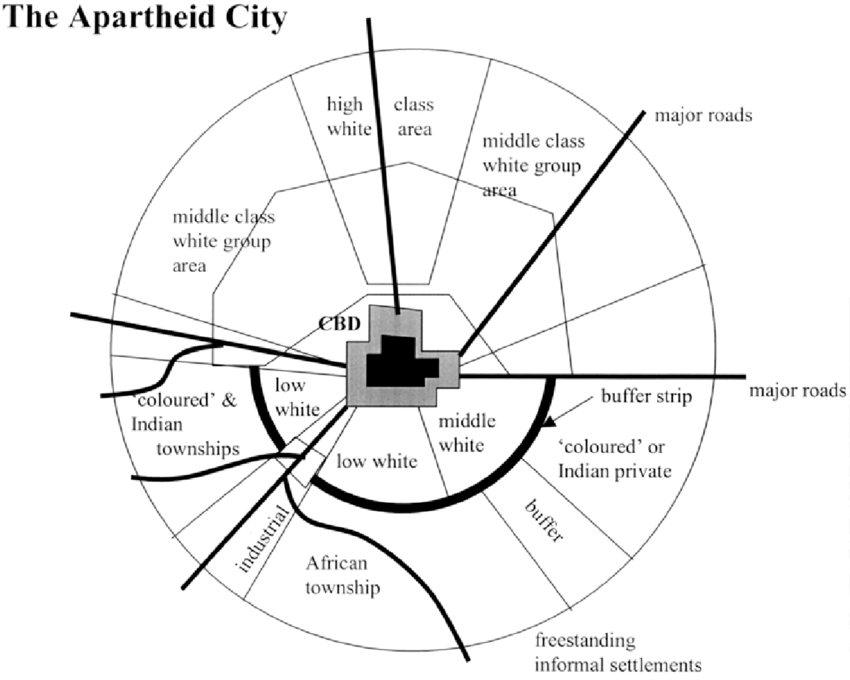 The Apartheid City
high class
white area
major roads
middle class
white group
area
middle class
white group
area
CBD
low
white
buffer strip
major roads
'coloured' &
Indian
townships
middle
white
low white
'coloured' or
Indian private
buffer
industrial
African
township
freestanding
informal settlements